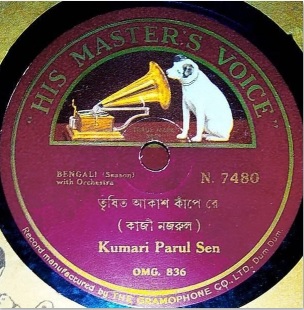 "HIS MASTER'S VOICE"
BENGALI (Season)
with Orchestra
N. 7480
তৃষিত আকাশ কাঁপে রে
( কাজী নজরুল )
Kumari Parul Sen
OMG. 836
Record manufactured by THE GRAMOPHONE CO., LTD., Dum Dum